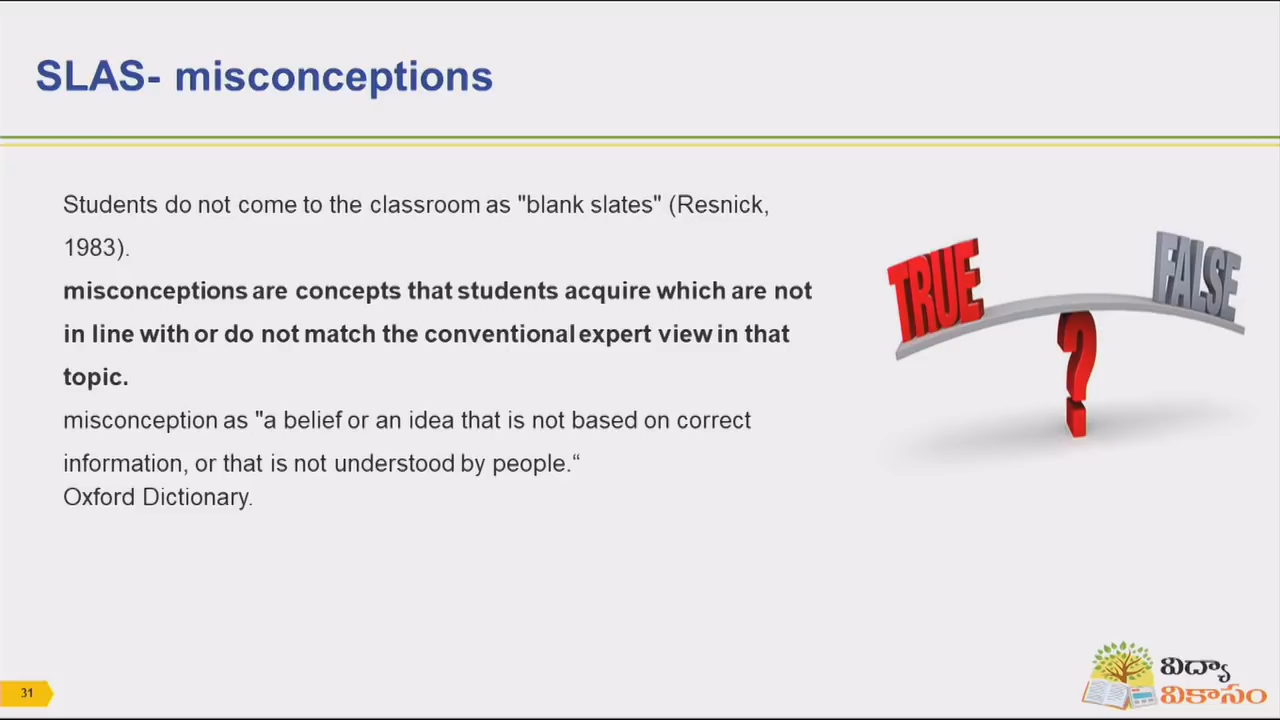 SLAS- misconceptions
Students do not come to the classroom as "blank slates" (Resnick,
1983).
misconceptions are concepts that students acquire which are not
in line with or do not match the conventional expert view in that
topic.
misconception as "a belief or an idea that is not based on correct
information, or that is not understood by people.“
Oxford Dictionary.
TRUE
FALSE
?
31
విద్యా
వికాసం